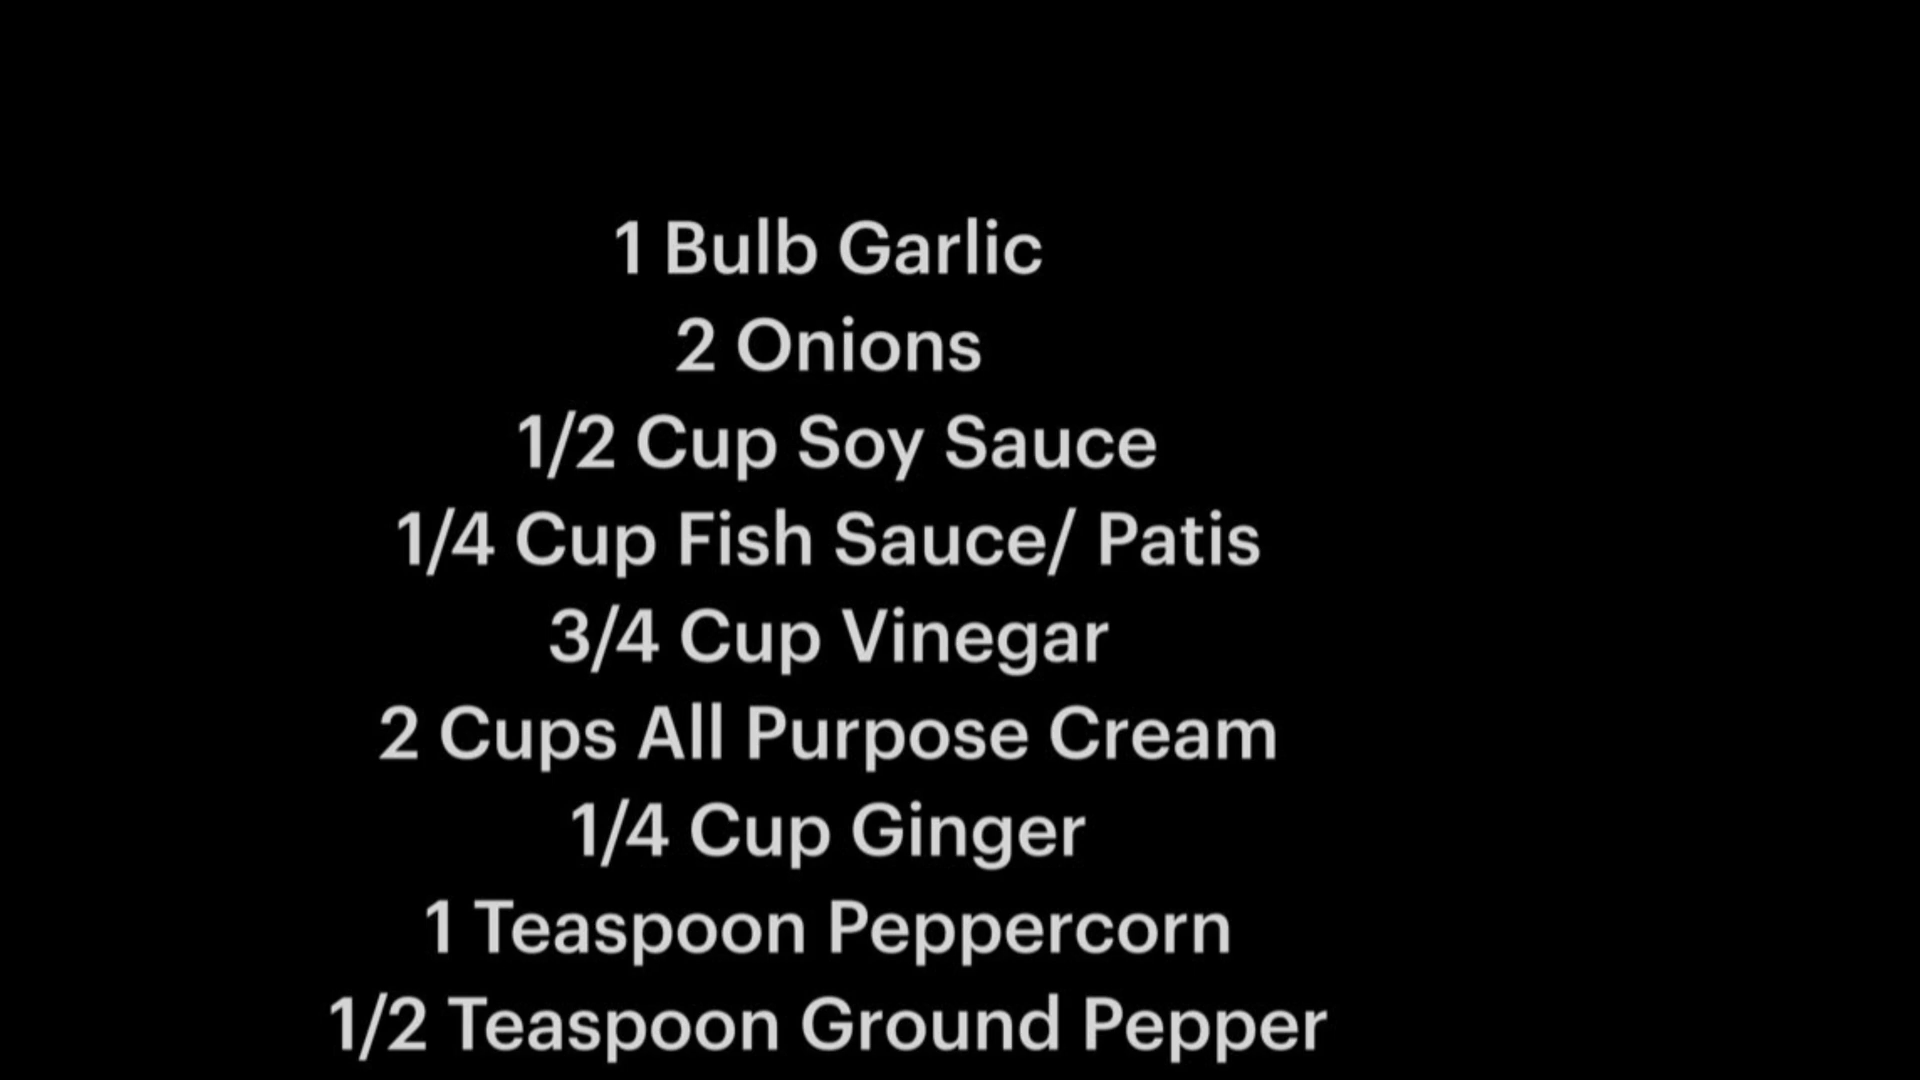 1 Bulb Garlic
2 Onions
1/2 Cup Soy Sauce
1/4 Cup Fish Sauce/ Patis
3/4 Cup Vinegar
2 Cups All Purpose Cream
1/4 Cup Ginger
1 Teaspoon Peppercorn
1/2 Teaspoon Ground Pepper